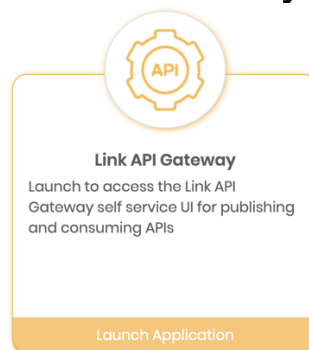 API
Link API Gateway
Launch to access the Link API
Gateway self service UI for publishing
and consuming APIs
Launch Application